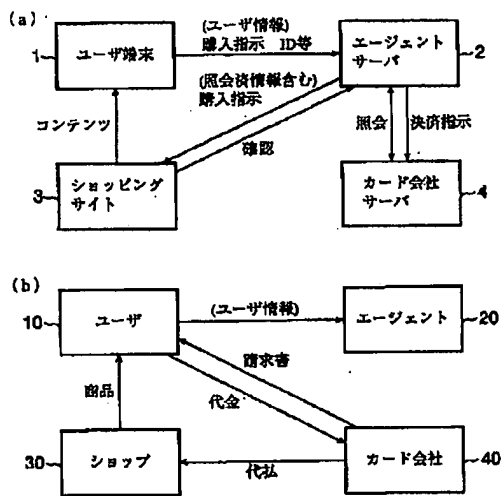 (a)
(ユーザ情報)
購入指示 ID等
1
ユーザ端末
エージェント
サーバ
2
(照会済情報含む)
購入指示
コンテンツ
確認
照会
決済指示
3
ショッピング
サイト
カード会社
サーバ
4
(b)
10
ユーザ
(ユーザ情報)
エージェント
20
請求書
商品
代金
30
ショップ
代払
カード会社
40